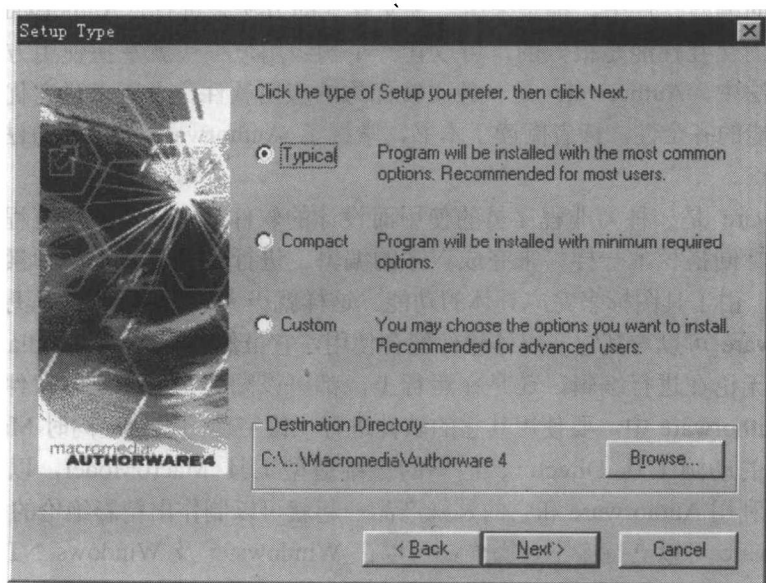 Setup Type
Click the type of Setup you prefer, then click Next.
Typical
Program will be installed with the most common
options. Recommended for most users.
Compact
Program will be installed with minimum required
options.
Custom
You may choose the options you want to install.
Recommended for advanced users.
macromedia
AUTHORWARE4
Destination Directory
C:\...\Macromedia\Authorware 4
Browse...
< Back
Next >
Cancel